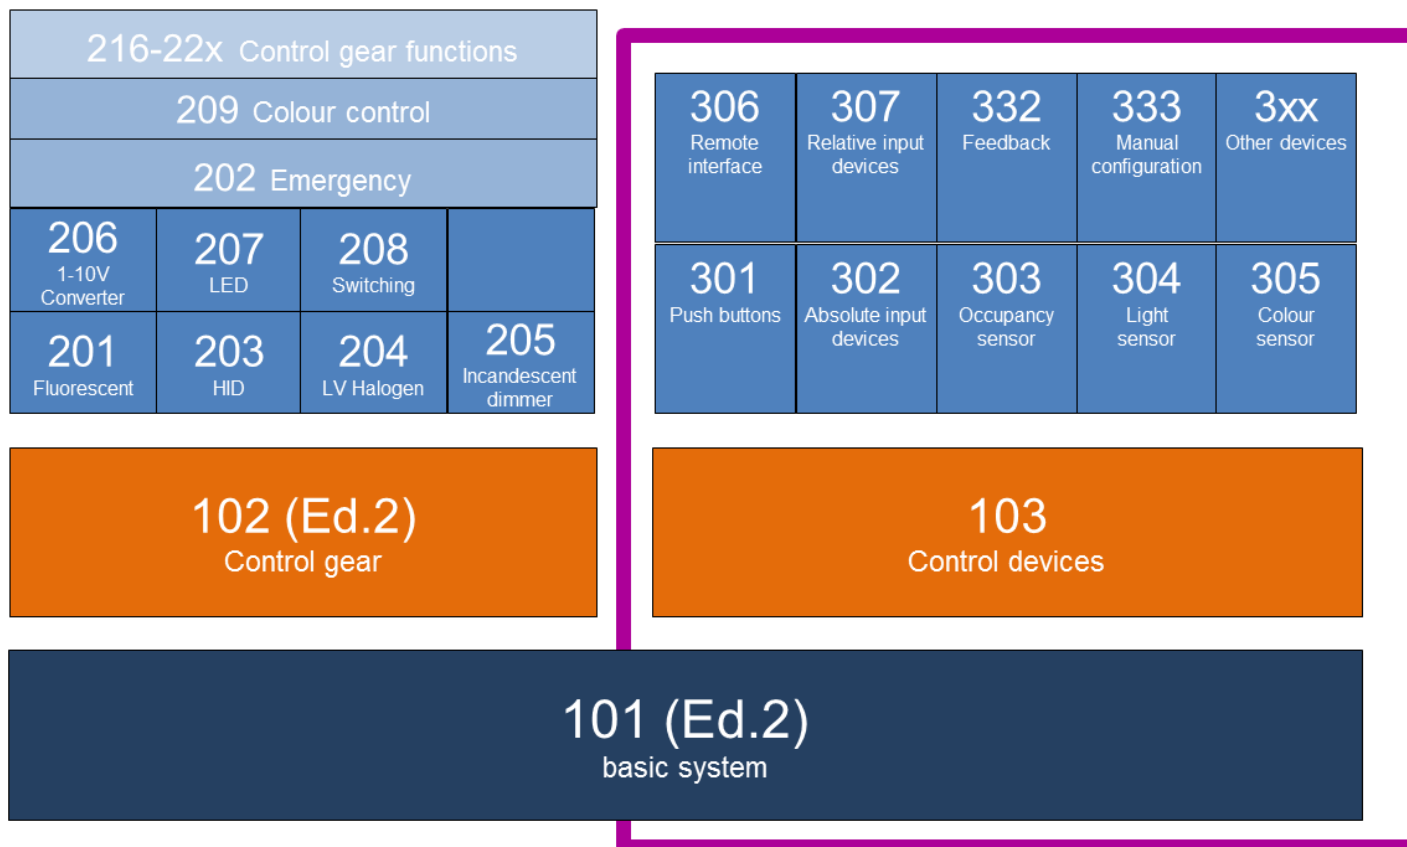 216-22x Control gear functions
209 Colour control
202 Emergency
206
1-10V
Converter
207
LED
208
Switching
201
Fluorescent
203
HID
204
LV Halogen
205
Incandescent
dimmer
102 (Ed.2)
Control gear
306
Remote
interface
307
Relative input
devices
332
Feedback
333
Manual
configuration
3xx
Other devices
301
Push buttons
302
Absolute input
devices
303
Occupancy
sensor
304
Light
sensor
305
Colour
sensor
103
Control devices
101 (Ed.2)
basic system